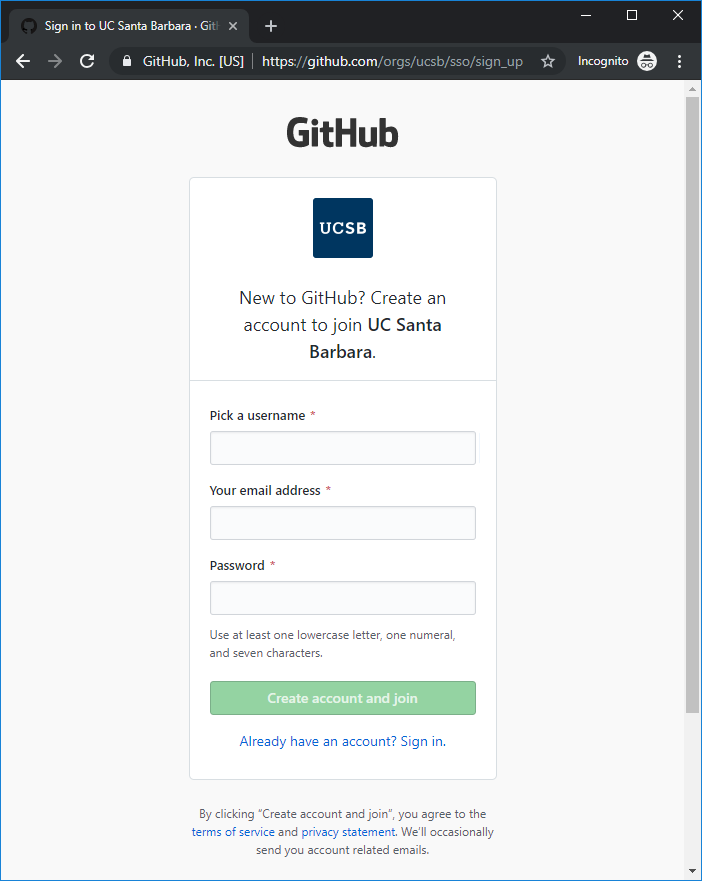 Sign in to UC Santa Barbara · Git
GitHub, Inc. [US] | https://github.com/orgs/ucsb/sso/sign_up
Incognito
GitHub
UCSB
New to GitHub? Create an
account to join UC Santa
Barbara.
Pick a username *
Your email address *
Password *
Use at least one lowercase letter, one numeral,
and seven characters.
Create account and join
Already have an account? Sign in.
By clicking “Create account and join”, you agree to the
terms of service and privacy statement. We’ll occasionally
send you account related emails.